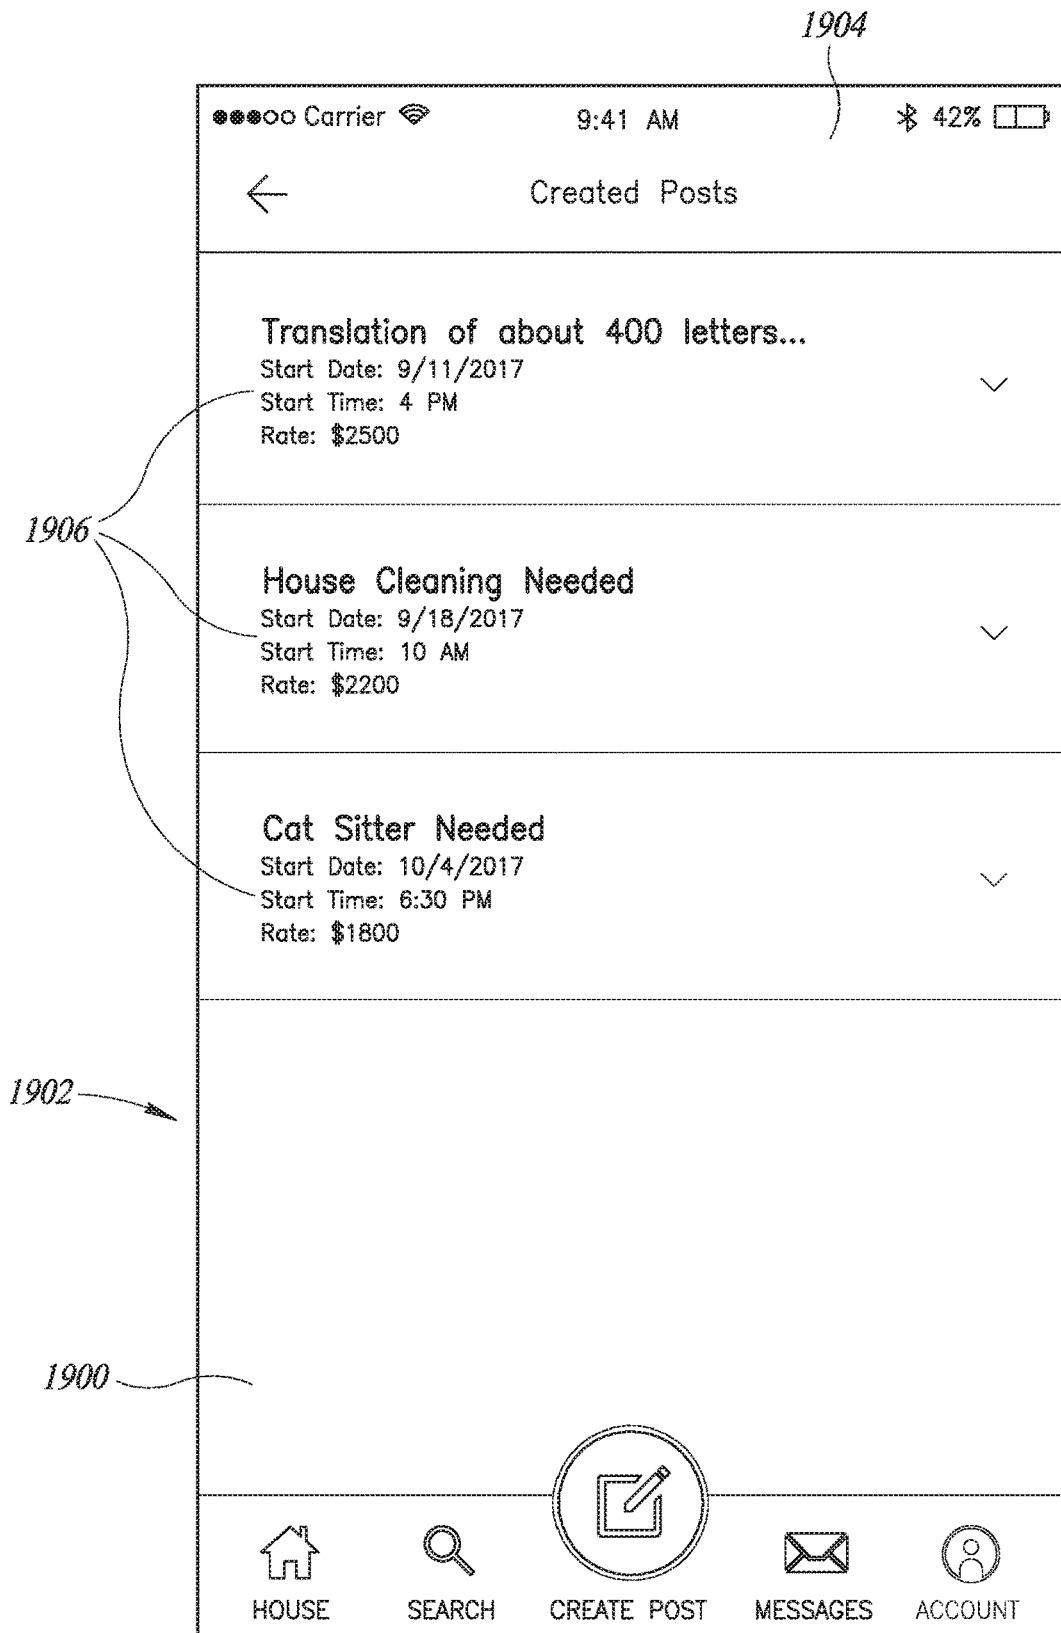 1904
Carrier 9:41 AM 42%
Created Posts
Translation of about 400 letters...
Start Date: 9/11/2017
Start Time: 4 PM
Rate: $2500
1906
House Cleaning Needed
Start Date: 9/18/2017
Start Time: 10 AM
Rate: $2200
Cat Sitter Needed
Start Date: 10/4/2017
Start Time: 6:30 PM
Rate: $1800
1902
1900
HOUSE SEARCH CREATE POST MESSAGES ACCOUNT